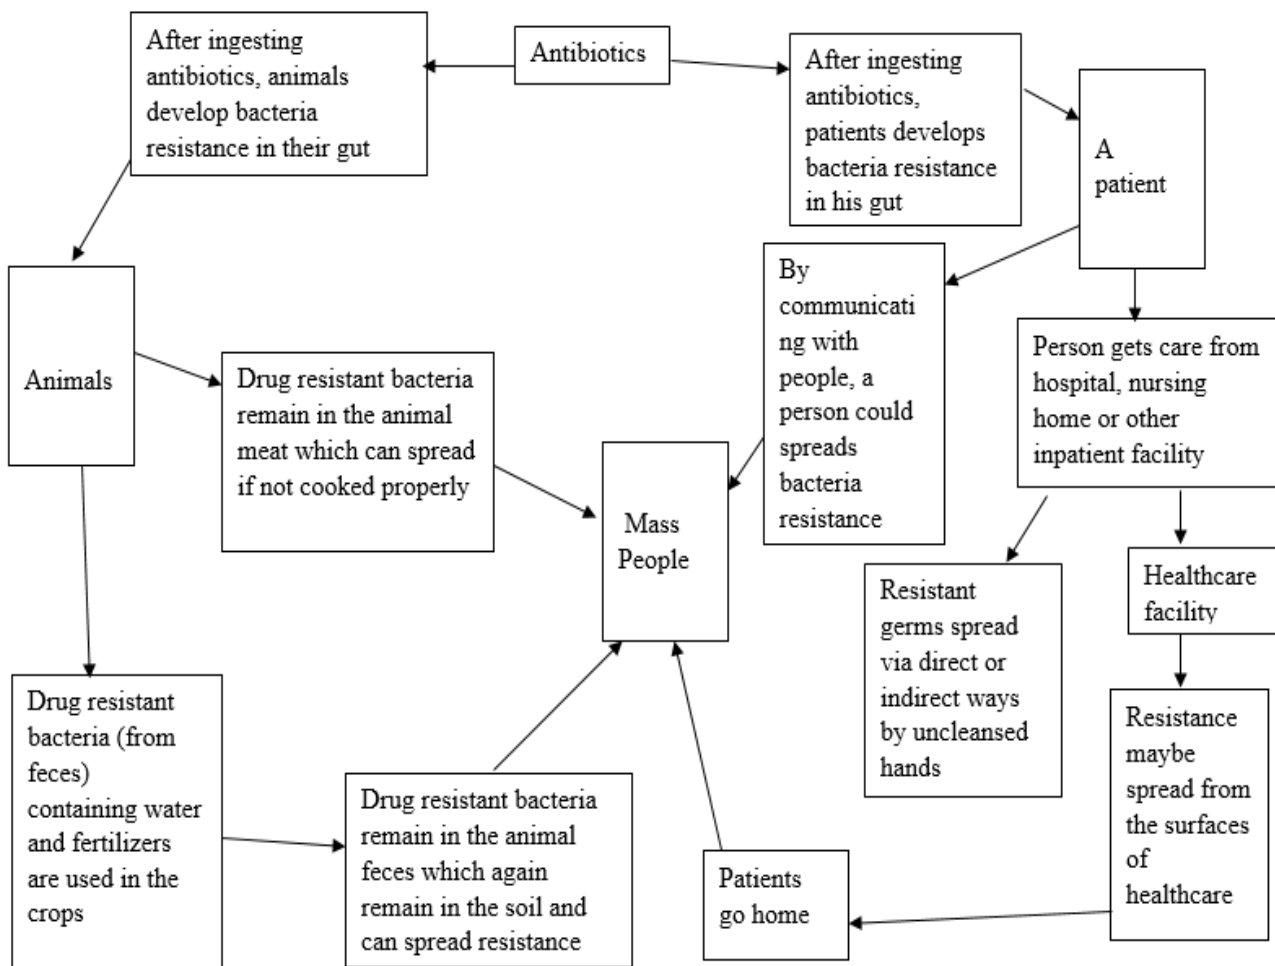 After ingesting
antibiotics, animals
develop bacteria
resistance in their gut
Antibiotics
After ingesting
antibiotics,
patients develops
bacteria resistance
in his gut
A
patient
By
communicati
ng with
people, a
person could
spreads
bacteria
resistance
Person gets care from
hospital, nursing
home or other
inpatient facility
Animals
Drug resistant bacteria
remain in the animal
meat which can spread
if not cooked properly
Mass
People
Resistant
germs spread
via direct or
indirect ways
by uncleansed
hands
Healthcare
facility
Drug resistant
bacteria (from
feces)
containing water
and fertilizers
are used in the
crops
Drug resistant bacteria
remain in the animal
feces which again
remain in the soil and
can spread resistance
Patients
go home
Resistance
maybe
spread from
the surfaces
of
healthcare